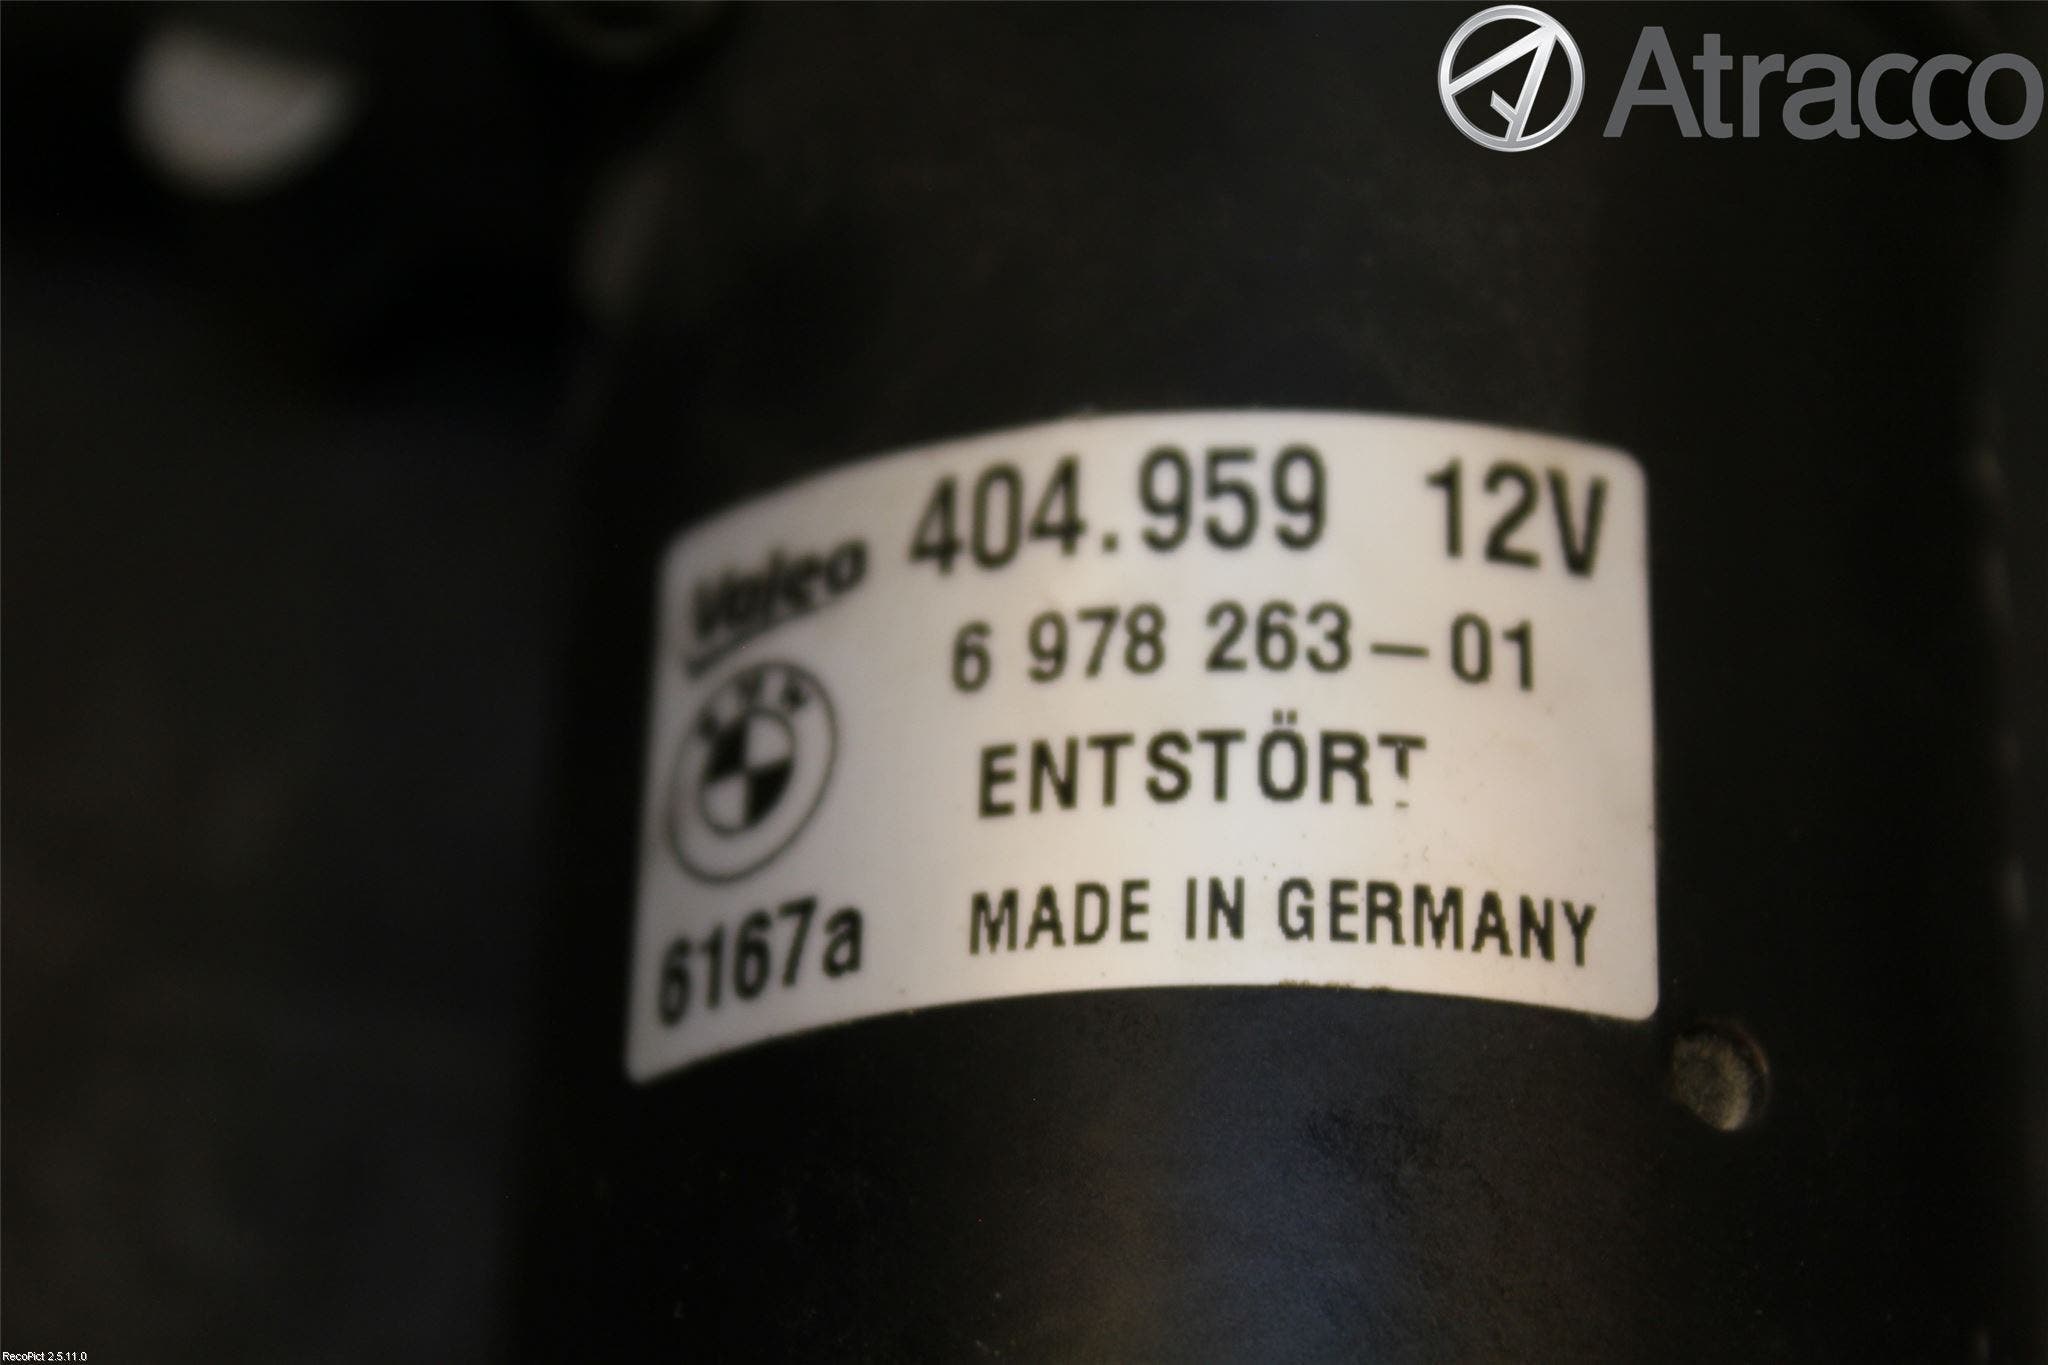 Atracco
Valeo 404.959 12V
6 978 263-01
BMW
ENTSTÖRT
6167a MADE IN GERMANY
RecoPict 2.5.11.0